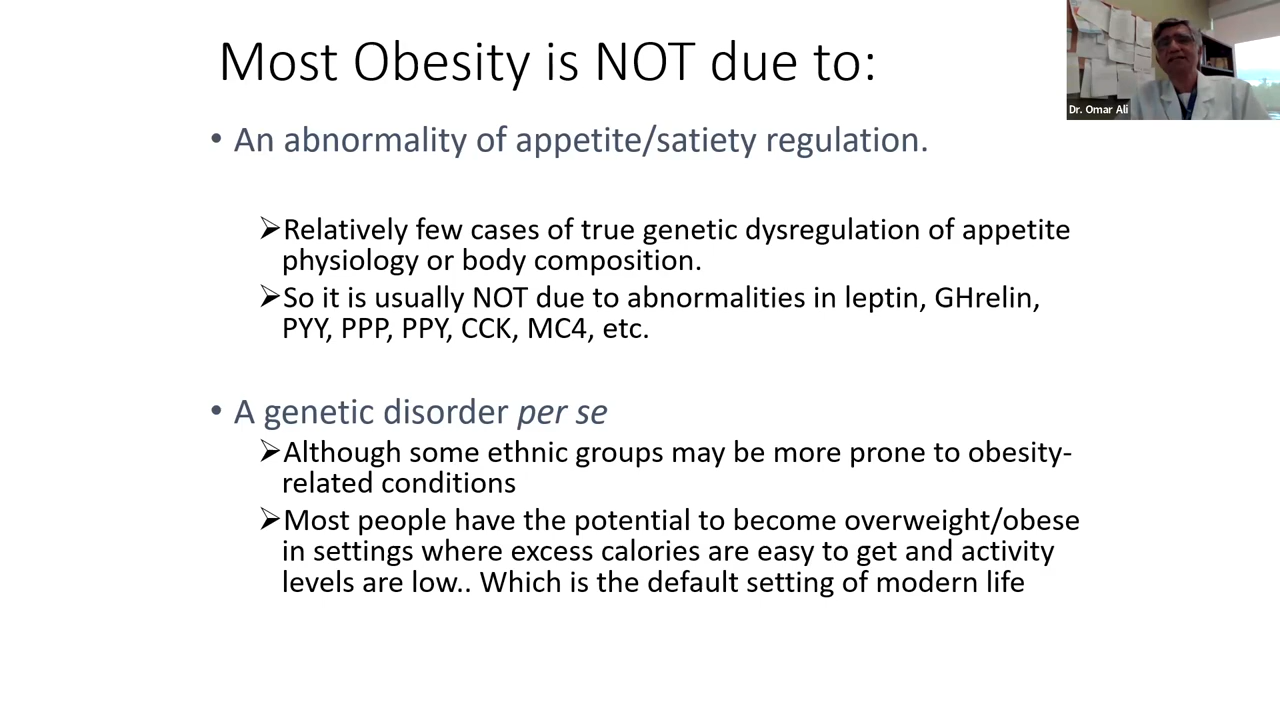 Most Obesity is NOT due to:
Dr. Omar Ali
• An abnormality of appetite/satiety regulation.
➢Relatively few cases of true genetic dysregulation of appetite
physiology or body composition.
➢So it is usually NOT due to abnormalities in leptin, GHrelin,
PYY, PPP, PPY, CCK, MC4, etc.
• A genetic disorder per se
➢Although some ethnic groups may be more prone to obesity-
related conditions
➢Most people have the potential to become overweight/obese
in settings where excess calories are easy to get and activity
levels are low.. Which is the default setting of modern life